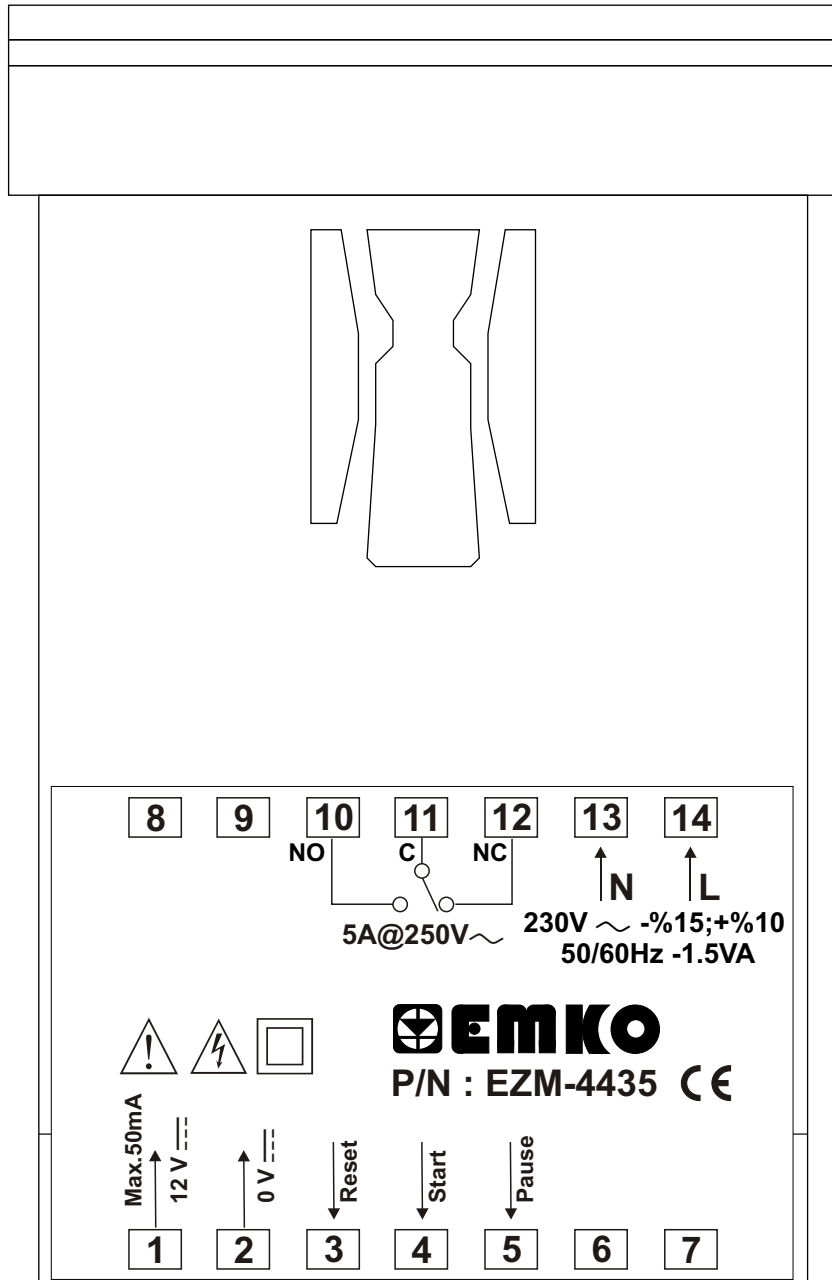 8 9 10 11 12 13 14
NO C NC
N L
5A@250V~
230V ~ -%15;+%10
50/60Hz -1.5VA
EMKO
P/N : EZM-4435 CE
Max.50mA
12 V
0 V
Reset
Start
Pause
1 2 3 4 5 6 7